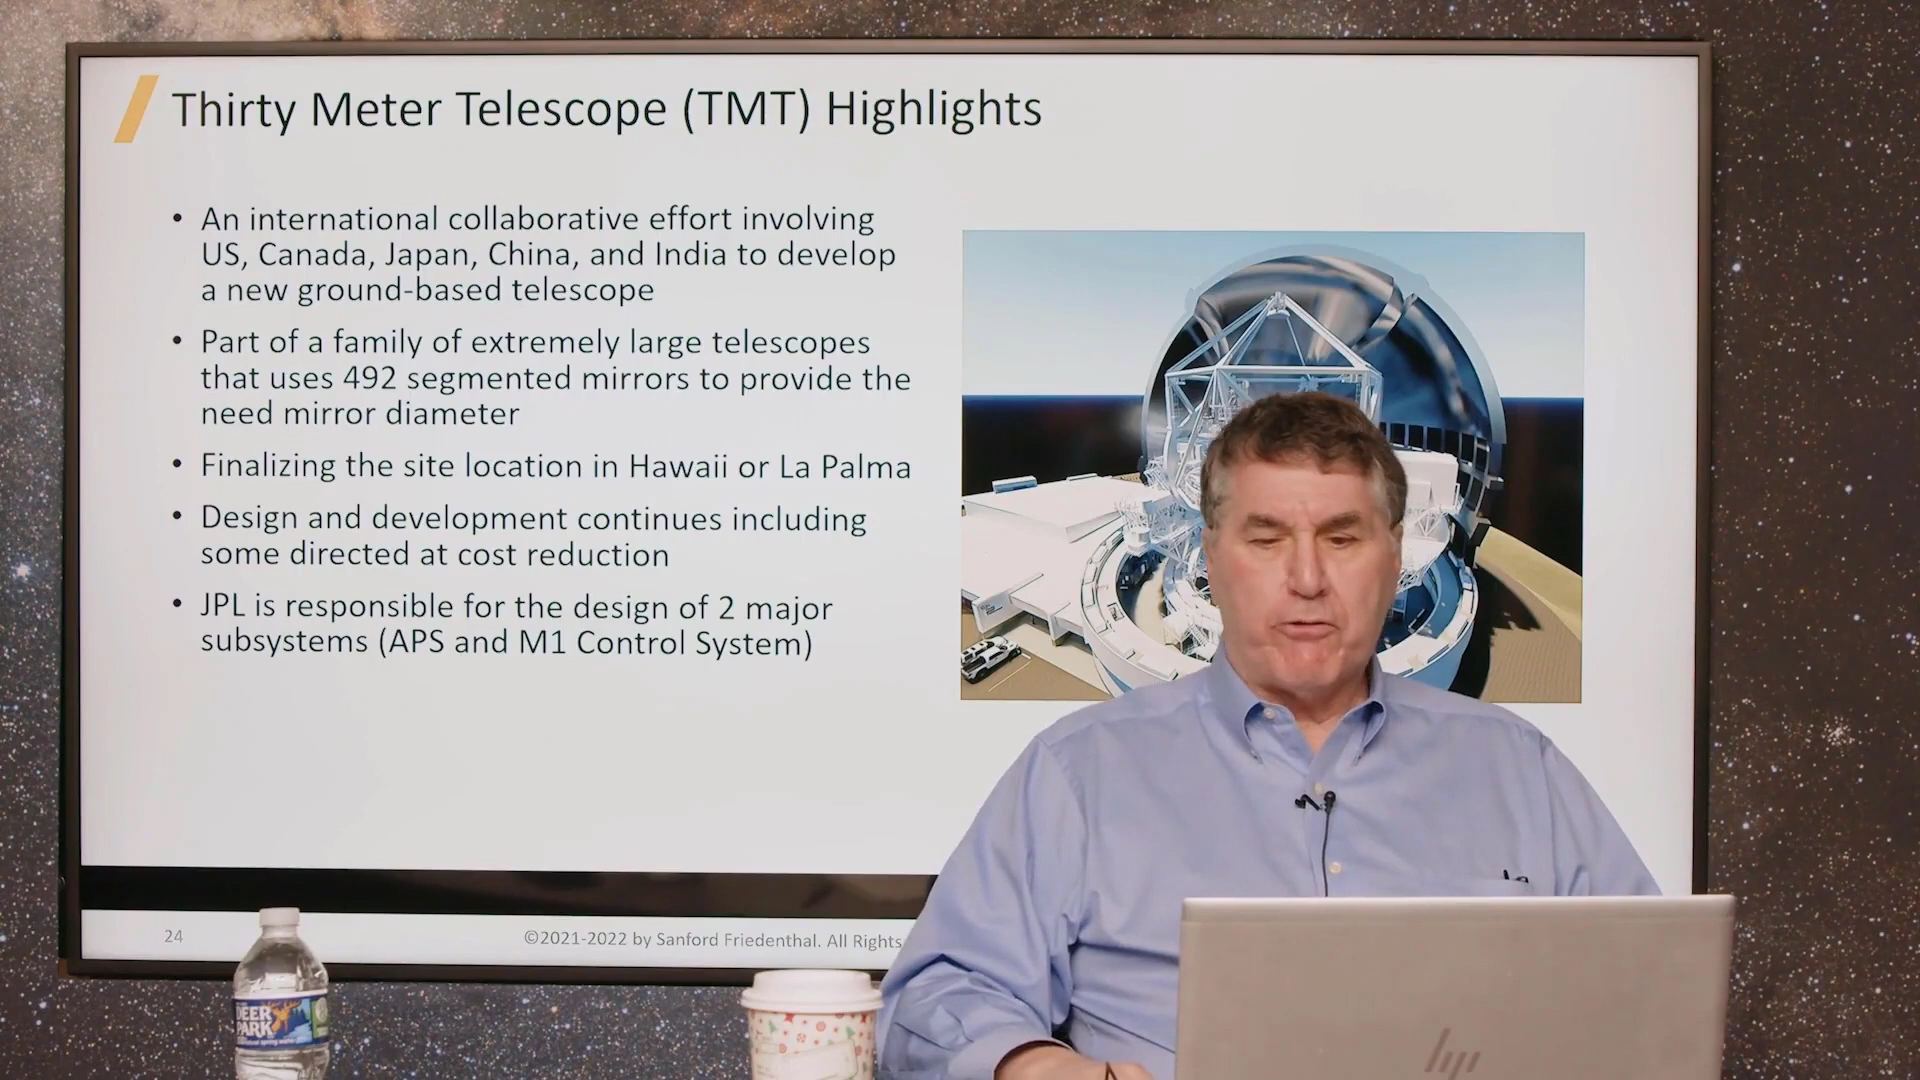 Thirty Meter Telescope (TMT) Highlights
• An international collaborative effort involving
US, Canada, Japan, China, and India to develop
a new ground-based telescope
• Part of a family of extremely large telescopes
that uses 492 segmented mirrors to provide the
need mirror diameter
• Finalizing the site location in Hawaii or La Palma
• Design and development continues including
some directed at cost reduction
• JPL is responsible for the design of 2 major
subsystems (APS and M1 Control System)
24
©2021-2022 by Sanford Friedenthal. All Rights
DEER
PARK
natural spring water
hp